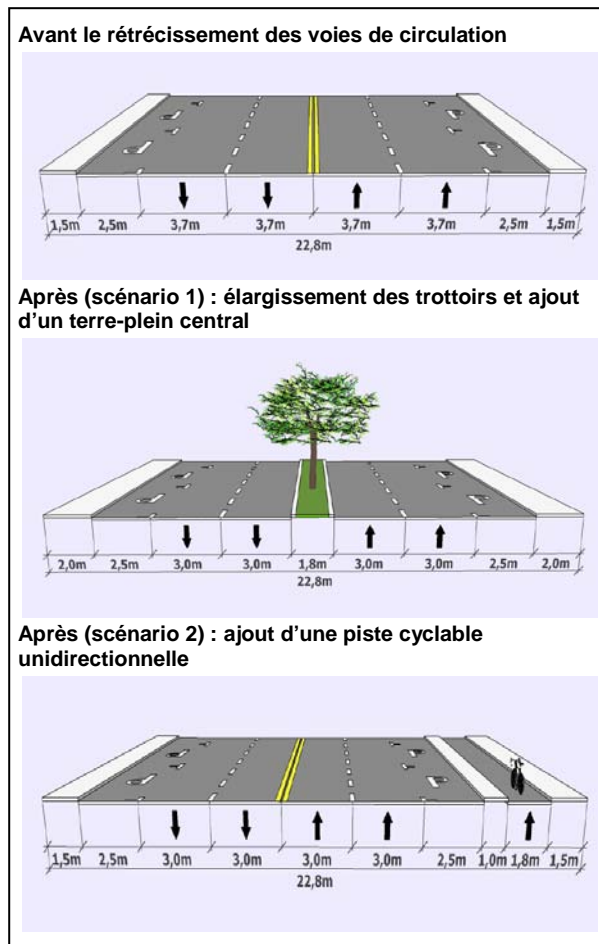 Avant le rétrécissement des voies de circulation
1,5m 2,5m 3,7m 3,7m 3,7m 3,7m 2,5m 1,5m
22,8m
Après (scénario 1) : élargissement des trottoirs et ajout
d’un terre-plein central
2,0m 2,5m 3,0m 3,0m 1,8m 3,0m 3,0m 2,5m 2,0m
22,8m
Après (scénario 2) : ajout d’une piste cyclable
unidirectionnelle
1,5m 2,5m 3,0m 3,0m 3,0m 3,0m 2,5m 1,0m 1,8m 1,5m
22,8m